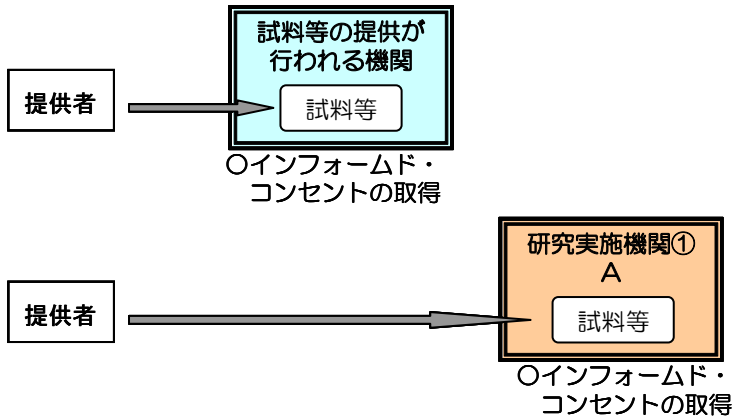 試料等の提供が
行われる機関
提供者
試料等
○インフォームド・
コンセントの取得
研究実施機関①
A
提供者
試料等
○インフォームド・
コンセントの取得